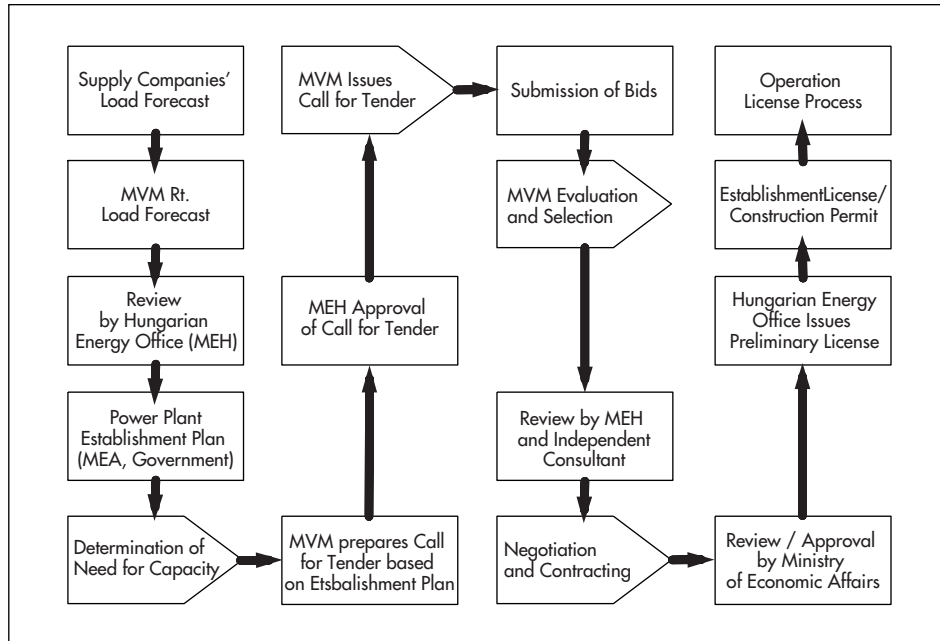 Supply Companies'
Load Forecast
MVM Rt.
Load Forecast
Review
by Hungarian
Energy Office (MEH)
Power Plant
Establishment Plan
(MEA, Government)
Determination of
Need for Capacity
MVM prepares Call
for Tender based
on Etsbalishment Plan
MEH Approval
of Call for Tender
MVM Issues
Call for Tender
Submission of Bids
MVM Evaluation
and Selection
Review by MEH
and Independent
Consultant
Negotiation
and Contracting
Review / Approval
by Ministry
of Economic Affairs
Hungarian Energy
Office Issues
Preliminary License
EstablishmentLicense/
Construction Permit
Operation
License Process